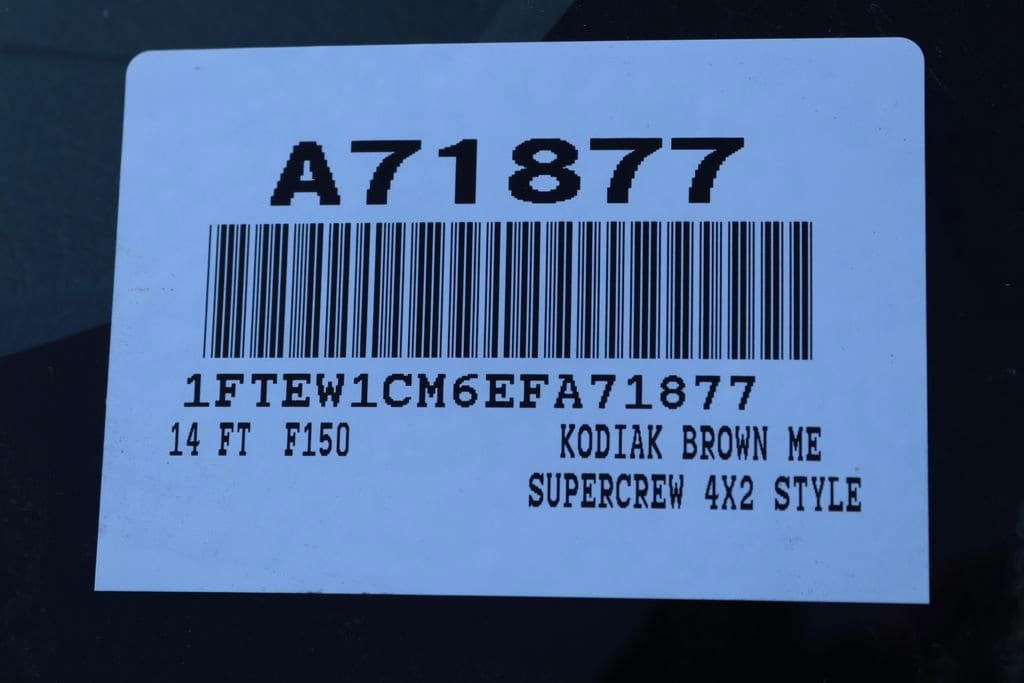 A71877
1FTEW1CM6EFA71877
14 FT F150
KODIAK BROWN ME
SUPERCREW 4X2 STYLE